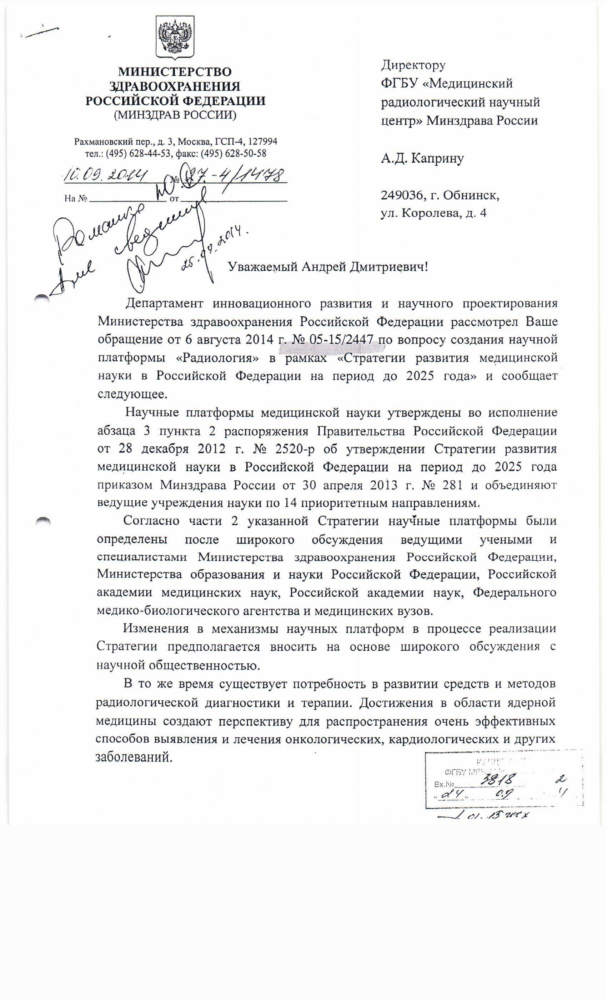 МИНИСТЕРСТВО
ЗДРАВООХРАНЕНИЯ
РОССИЙСКОЙ ФЕДЕРАЦИИ
(МИНЗДРАВ РОССИИ)
Рахмановский пер., д. 3, Москва, ГСП-4, 127994
тел.: (495) 628-44-53, факс: (495) 628-50-58
10.09.2014 № 27-4/1478
На № от
Директору
ФГБУ «Медицинский
радиологический научный
центр» Минздрава России
А.Д. Каприну
249036, г. Обнинск,
ул. Королева, д. 4
Для сведения
25.09.2014.
Уважаемый Андрей Дмитриевич!
Департамент инновационного развития и научного проектирования
Министерства здравоохранения Российской Федерации рассмотрел Ваше
обращение от 6 августа 2014 г. № 05-15/2447 по вопросу создания научной
платформы «Радиология» в рамках «Стратегии развития медицинской
науки в Российской Федерации на период до 2025 года» и сообщает
следующее.
Научные платформы медицинской науки утверждены во исполнение
абзаца 3 пункта 2 распоряжения Правительства Российской Федерации
от 28 декабря 2012 г. № 2520-р об утверждении Стратегии развития
медицинской науки в Российской Федерации на период до 2025 года
приказом Минздрава России от 30 апреля 2013 г. № 281 и объединяют
ведущие учреждения науки по 14 приоритетным направлениям.
Согласно части 2 указанной Стратегии научные платформы были
определены после широкого обсуждения ведущими учеными и
специалистами Министерства здравоохранения Российской Федерации,
Министерства образования и науки Российской Федерации, Российской
академии медицинских наук, Российской академии наук, Федерального
медико-биологического агентства и медицинских вузов.
Изменения в механизмы научных платформ в процессе реализации
Стратегии предполагается вносить на основе широкого обсуждения с
научной общественностью.
В то же время существует потребность в развитии средств и методов
радиологической диагностики и терапии. Достижения в области ядерной
медицины создают перспективу для распространения очень эффективных
способов выявления и лечения онкологических, кардиологических и других
заболеваний.
ФГБУ
Вх.№ 3818 2
« 24 » 09 4
01.15